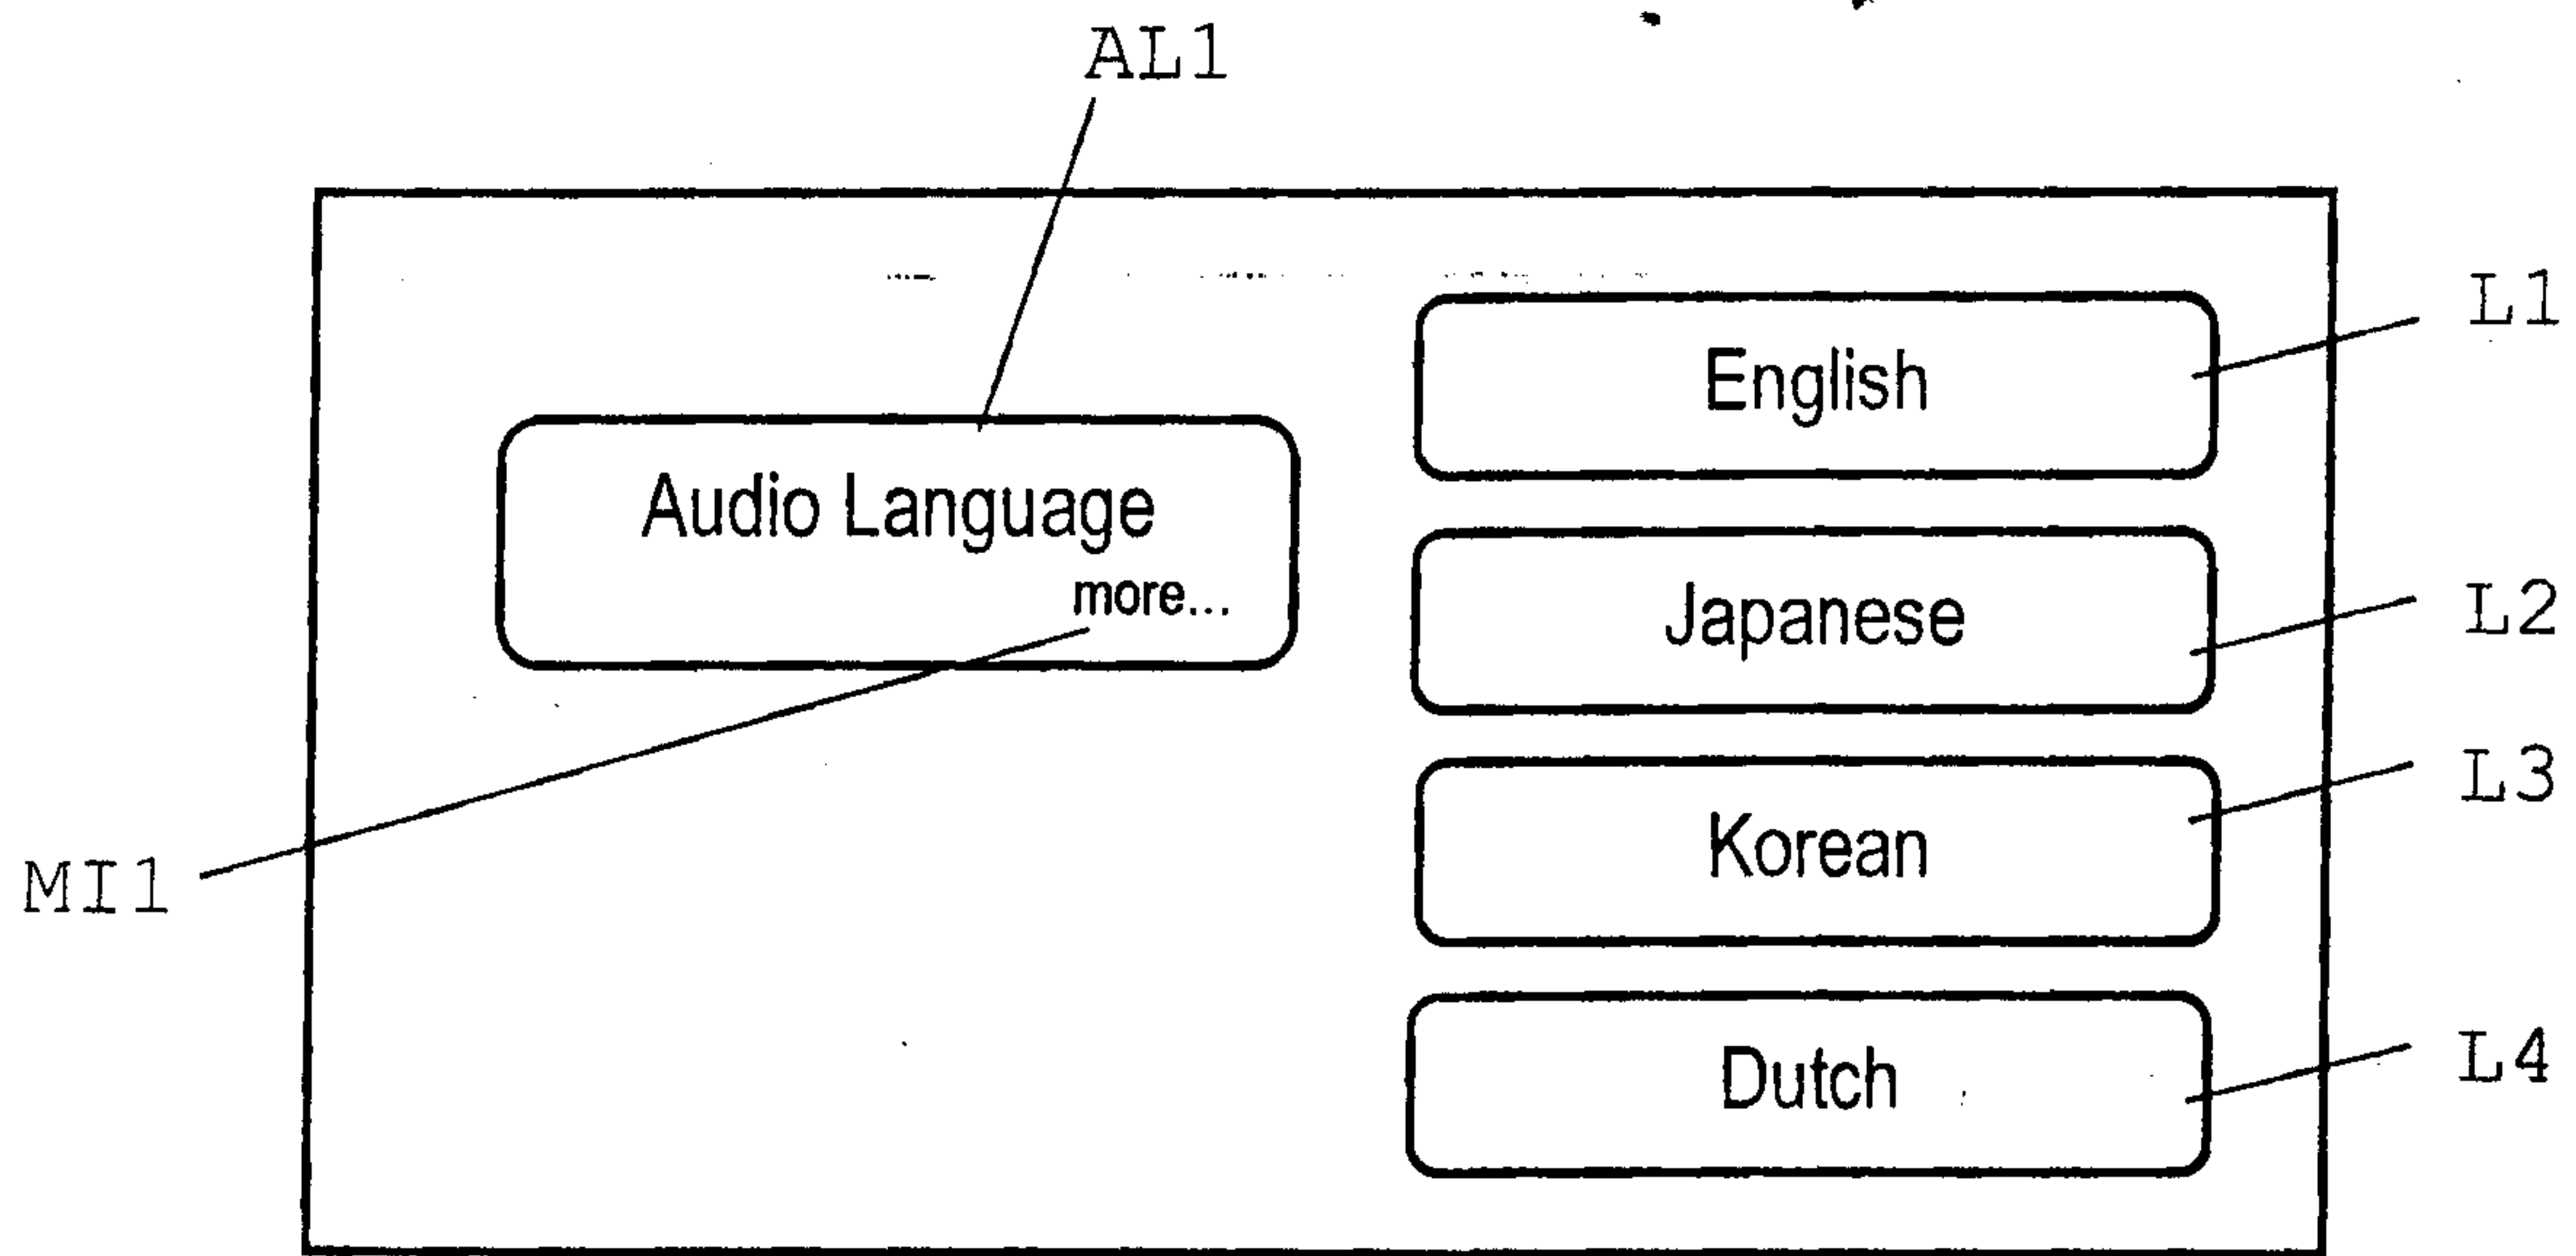 AL1
L1
English
Audio Language
more...
L2
Japanese
L3
Korean
MI1
L4
Dutch